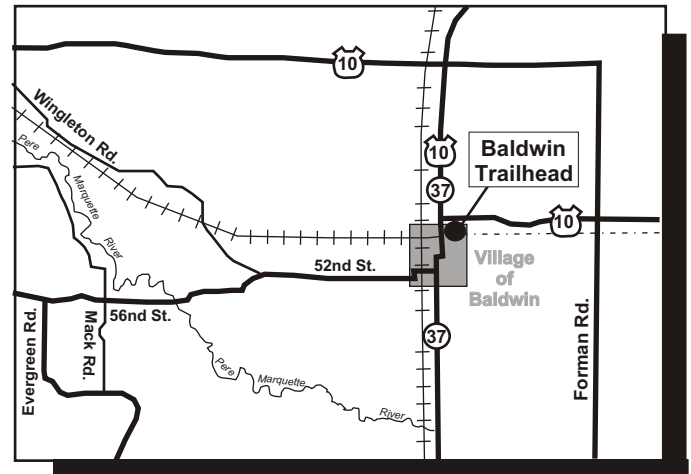 10
Wingleton Rd.
Pere
Marquette
River
10
37
Baldwin
Trailhead
10
52nd St.
Village
of
Baldwin
56nd St.
Evergreen Rd.
Mack Rd.
37
Forman Rd.
Pere
Marquette
River